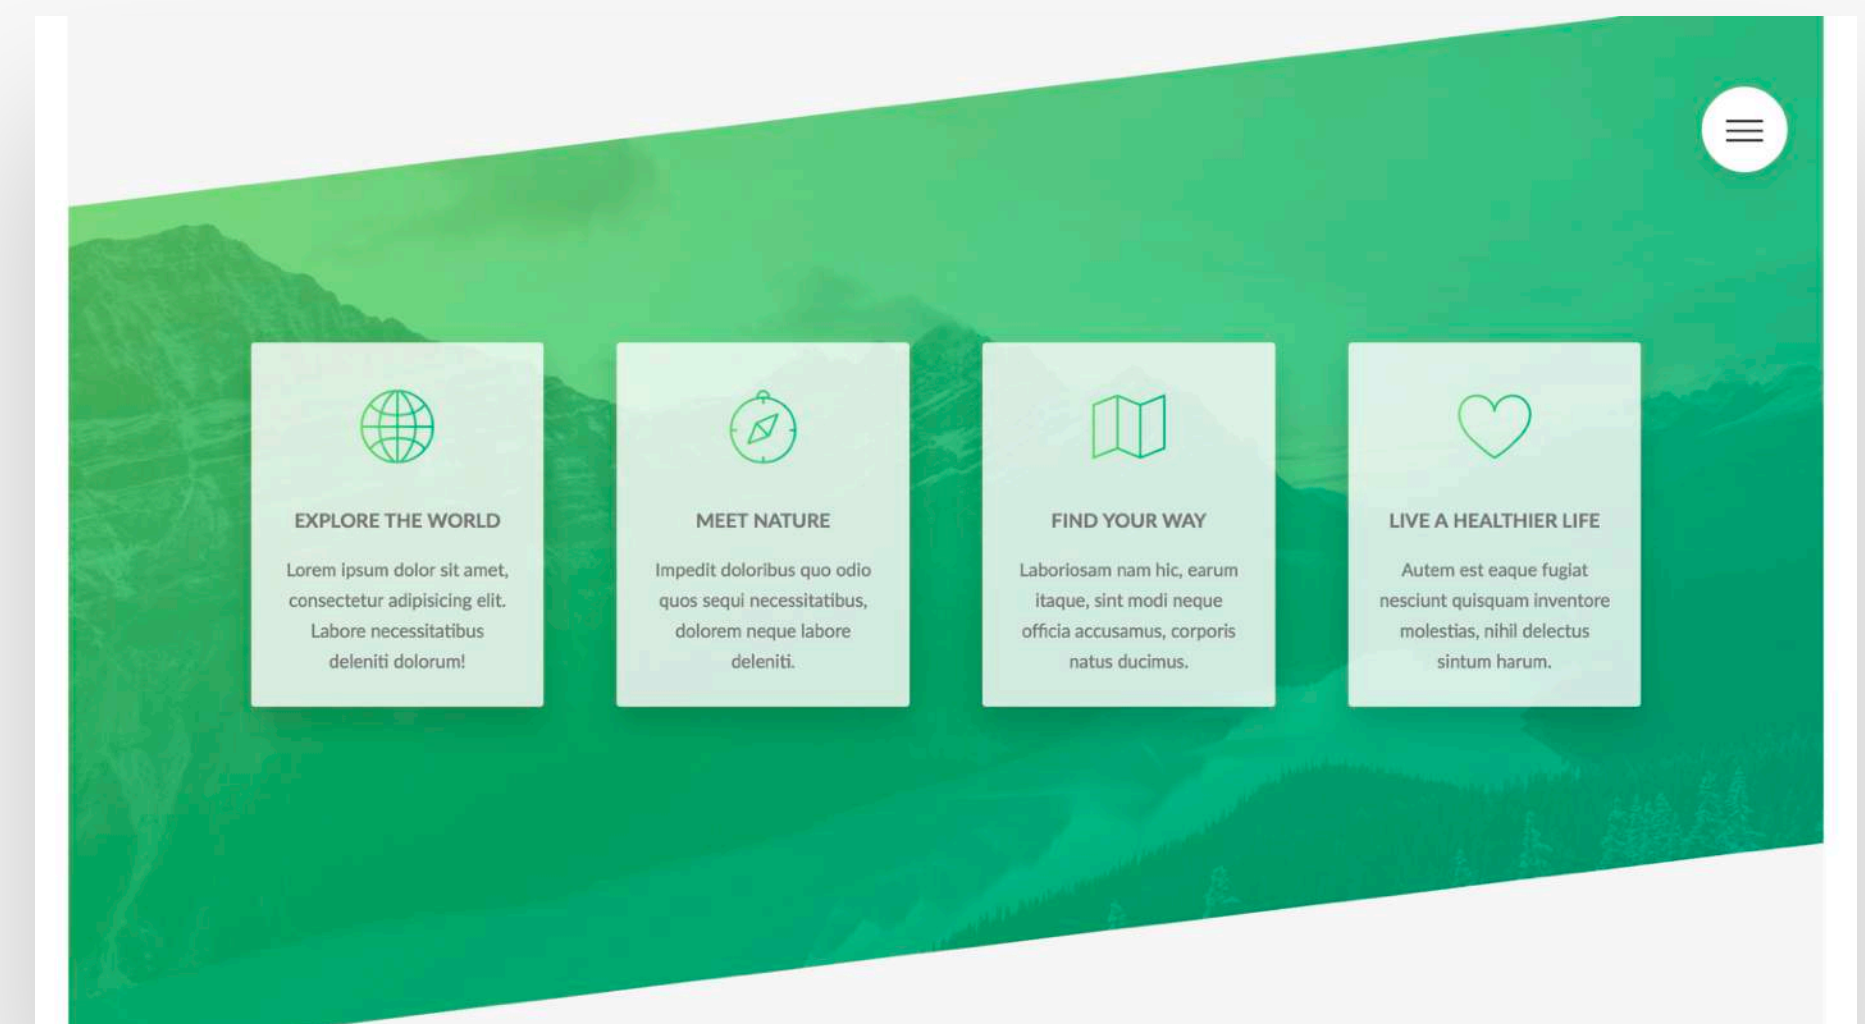 EXPLORE THE WORLD
Lorem ipsum dolor sit amet,
consectetur adipisicing elit.
Labore necessitatibus
deleniti dolorum!
MEET NATURE
Impedit doloribus quo odio
quos sequi necessitatibus,
dolorem neque labore
deleniti.
FIND YOUR WAY
Laboriosam nam hic, earum
itaque, sint modi neque
officia accusamus, corporis
natus ducimus.
LIVE A HEALTHIER LIFE
Autem est eaque fugiat
nesciunt quisquam inventore
molestias, nihil delectus
sintum harum.